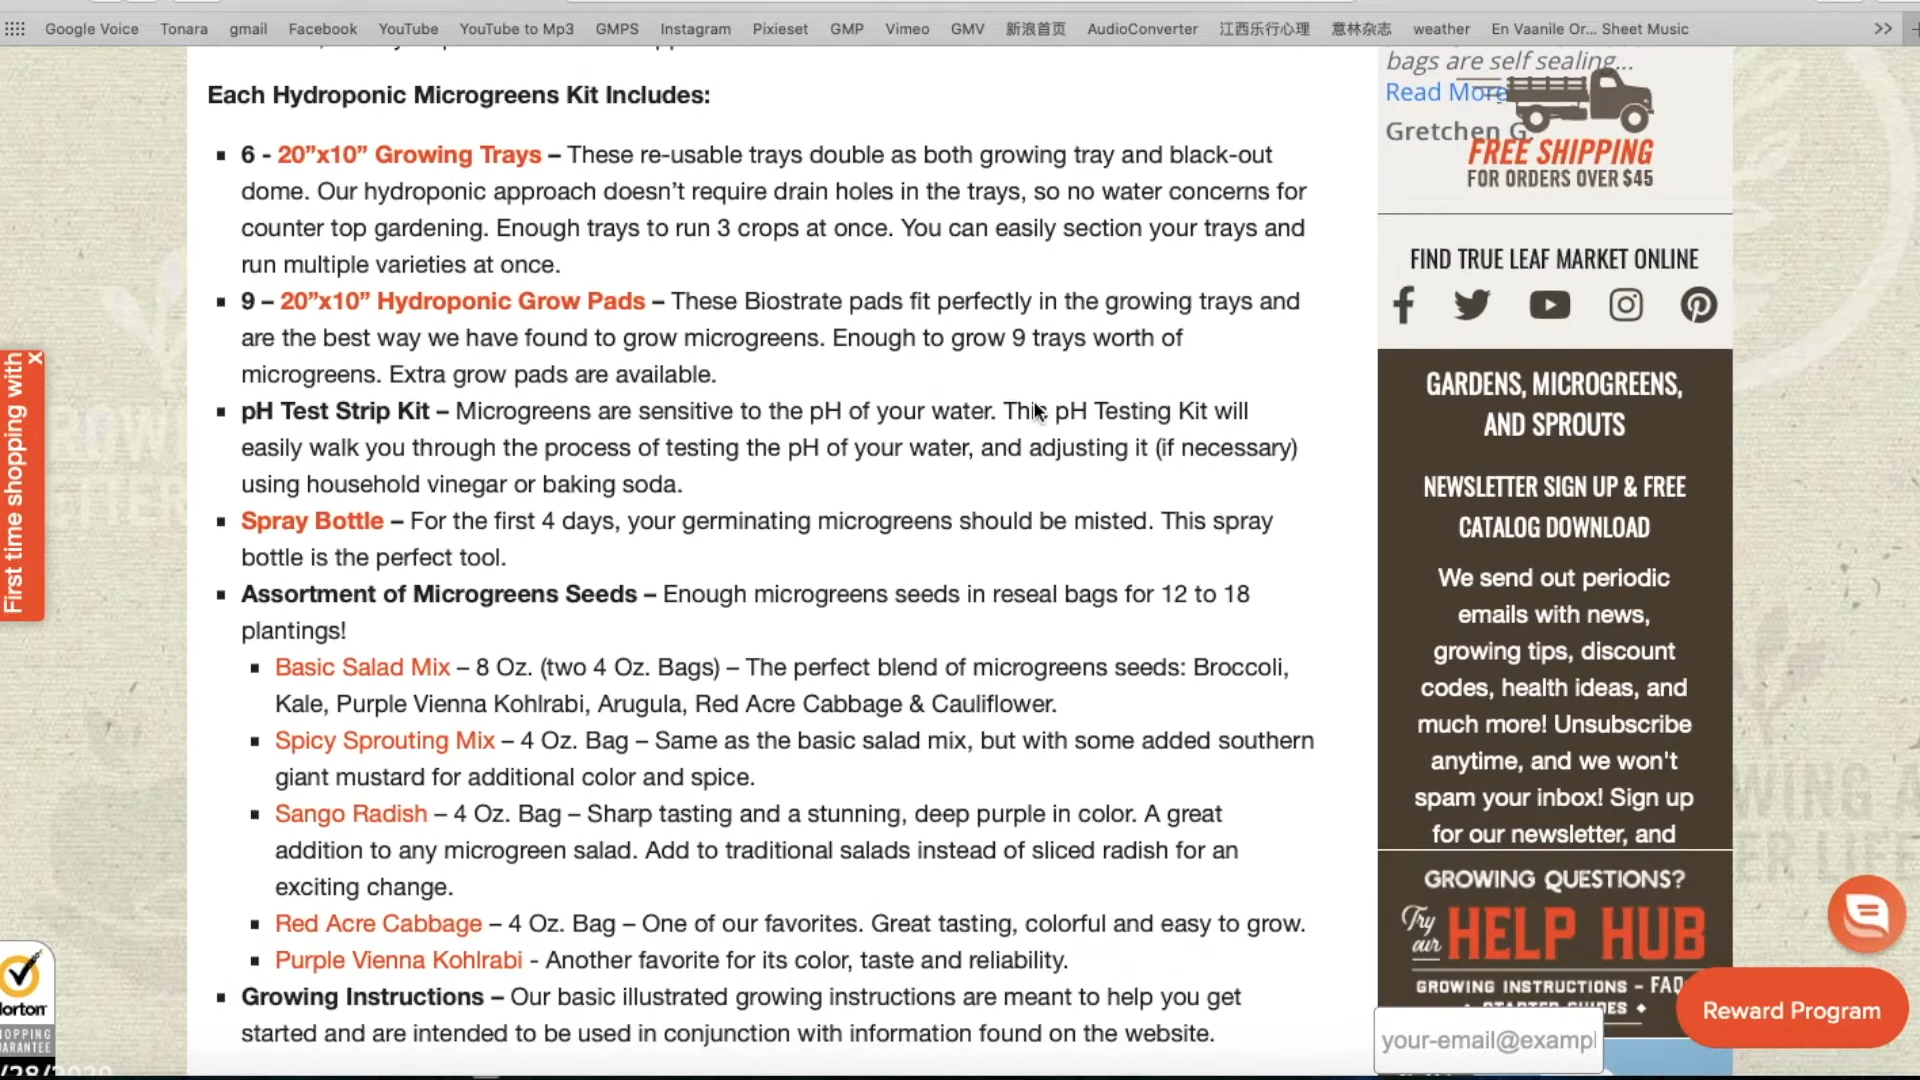 Google Voice Tonara gmail Facebook YouTube YouTube to Mp3 GMPS Instagram Pixieset GMP Vimeo GMV 新浪首页 AudioConverter 江西乐行心理 意林杂志 weather En Vaanile Or... Sheet Music >>
Each Hydroponic Microgreens Kit Includes:
6 - 20”x10” Growing Trays – These re-usable trays double as both growing tray and black-out
dome. Our hydroponic approach doesn’t require drain holes in the trays, so no water concerns for
counter top gardening. Enough trays to run 3 crops at once. You can easily section your trays and
run multiple varieties at once.
9 – 20”x10” Hydroponic Grow Pads – These Biostrate pads fit perfectly in the growing trays and
are the best way we have found to grow microgreens. Enough to grow 9 trays worth of
microgreens. Extra grow pads are available.
pH Test Strip Kit – Microgreens are sensitive to the pH of your water. This pH Testing Kit will
easily walk you through the process of testing the pH of your water, and adjusting it (if necessary)
using household vinegar or baking soda.
Spray Bottle – For the first 4 days, your germinating microgreens should be misted. This spray
bottle is the perfect tool.
Assortment of Microgreens Seeds – Enough microgreens seeds in reseal bags for 12 to 18
plantings!
Basic Salad Mix – 8 Oz. (two 4 Oz. Bags) – The perfect blend of microgreens seeds: Broccoli,
Kale, Purple Vienna Kohlrabi, Arugula, Red Acre Cabbage & Cauliflower.
Spicy Sprouting Mix – 4 Oz. Bag – Same as the basic salad mix, but with some added southern
giant mustard for additional color and spice.
Sango Radish – 4 Oz. Bag – Sharp tasting and a stunning, deep purple in color. A great
addition to any microgreen salad. Add to traditional salads instead of sliced radish for an
exciting change.
Red Acre Cabbage – 4 Oz. Bag – One of our favorites. Great tasting, colorful and easy to grow.
Purple Vienna Kohlrabi - Another favorite for its color, taste and reliability.
Growing Instructions – Our basic illustrated growing instructions are meant to help you get
started and are intended to be used in conjunction with information found on the website.
bags are self sealing...
Read More
Gretchen G.
FREE SHIPPING
FOR ORDERS OVER $45
FIND TRUE LEAF MARKET ONLINE
GARDENS, MICROGREENS,
AND SPROUTS
NEWSLETTER SIGN UP & FREE
CATALOG DOWNLOAD
We send out periodic
emails with news,
growing tips, discount
codes, health ideas, and
much more! Unsubscribe
anytime, and we won't
spam your inbox! Sign up
for our newsletter, and
GROWING QUESTIONS?
Try our HELP HUB
GROWING INSTRUCTIONS - FAQ
your-email@exampl
Reward Program
First time shopping with
X
orton
HOPPING
ARANTEE